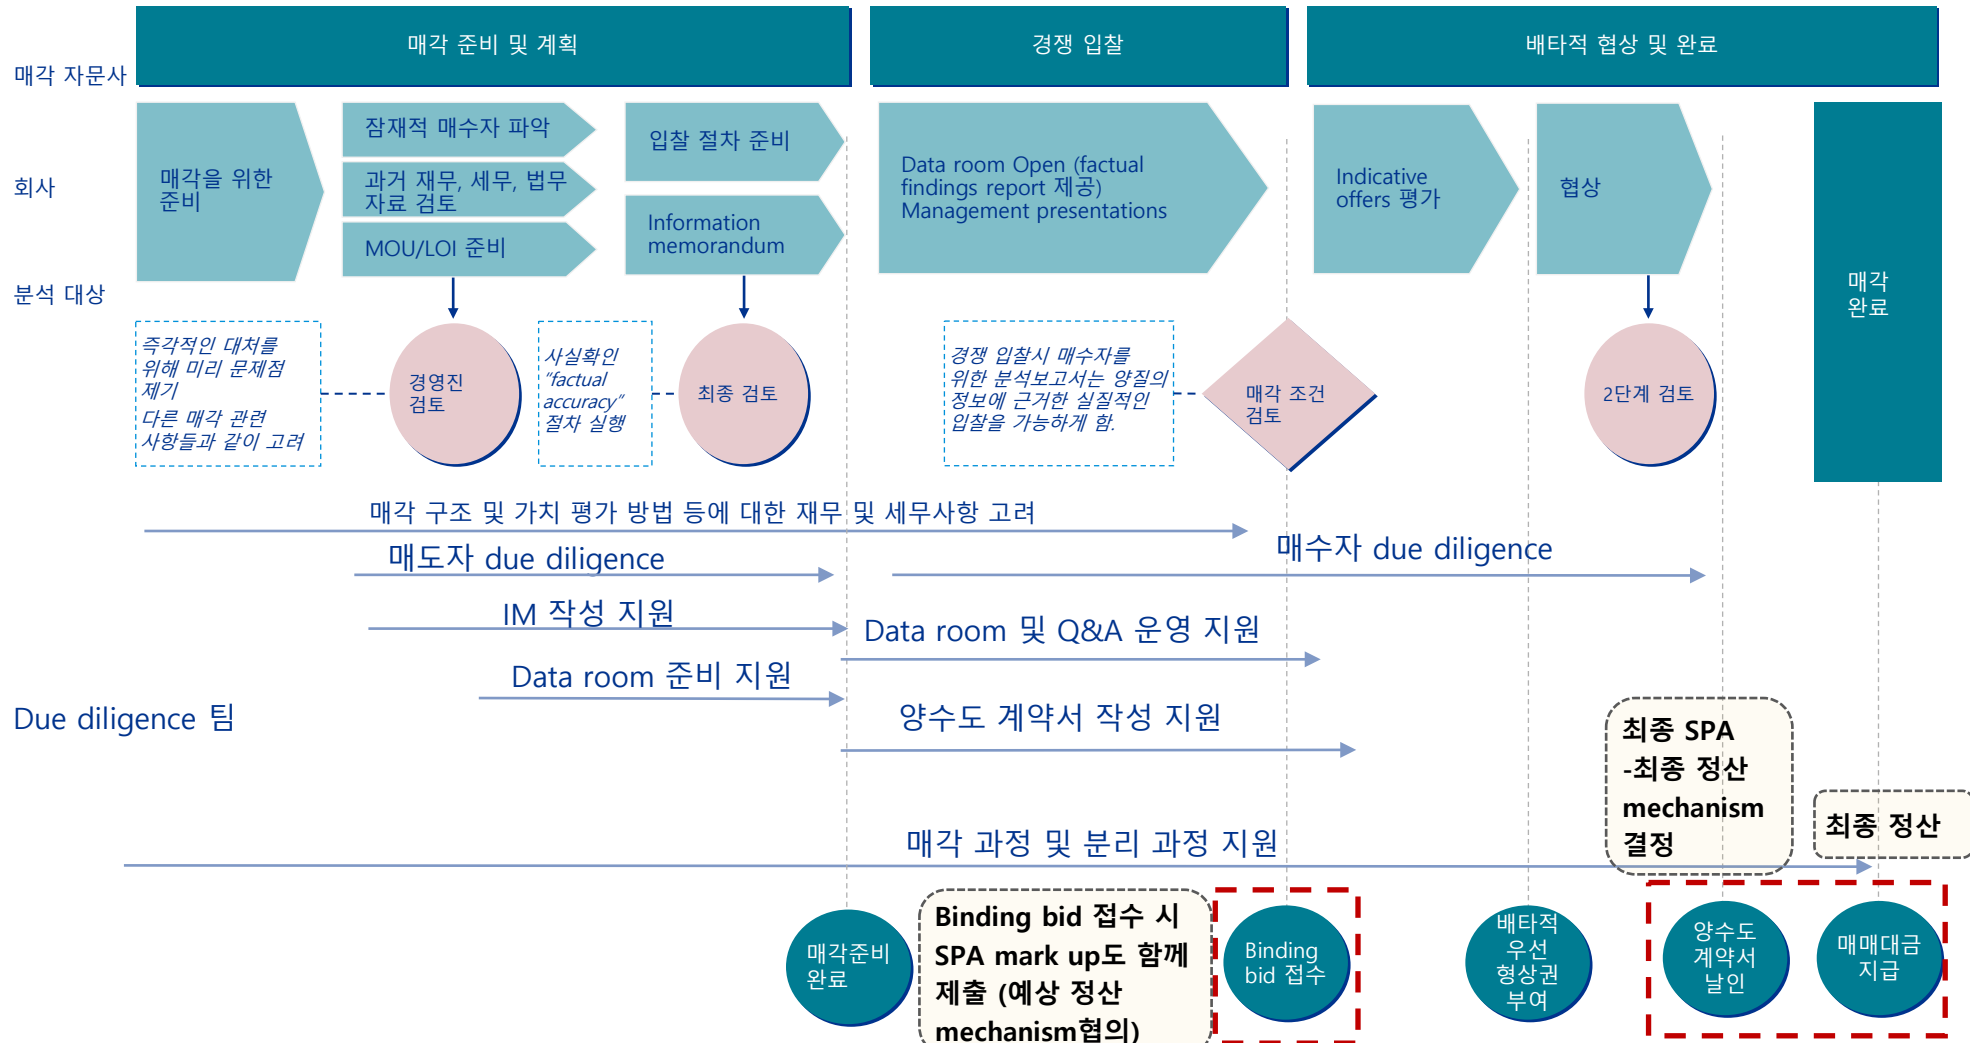 매각 준비 및 계획
경쟁 입찰
배타적 협상 및 완료
매각 자문사
회사
분석 대상
매각을 위한
준비
잠재적 매수자 파악
과거 재무, 세무, 법무
자료 검토
MOU/LOI 준비
입찰 절차 준비
Information
memorandum
Data room Open (factual
findings report 제공)
Management presentations
Indicative
offers 평가
협상
매각
완료
즉각적인 대처를
위해 미리 문제점
제기
다른 매각 관련
사항들과 같이 고려
경영진
검토
사실확인
“factual
accuracy”
절차 실행
최종 검토
경쟁 입찰시 매수자를
위한 분석보고서는 양질의
정보에 근거한 실질적인
입찰을 가능하게 함.
매각 조건
검토
2단계 검토
매각 구조 및 가치 평가 방법 등에 대한 재무 및 세무사항 고려
매도자 due diligence
매수자 due diligence
IM 작성 지원
Data room 및 Q&A 운영 지원
Data room 준비 지원
양수도 계약서 작성 지원
Due diligence 팀
최종 SPA
-최종 정산
mechanism
결정
최종 정산
매각 과정 및 분리 과정 지원
매각준비
완료
Binding bid 접수 시
SPA mark up도 함께
제출 (예상 정산
mechanism협의)
Binding
bid 접수
배타적
우선
형상권
부여
양수도
계약서
날인
매매대금
지급